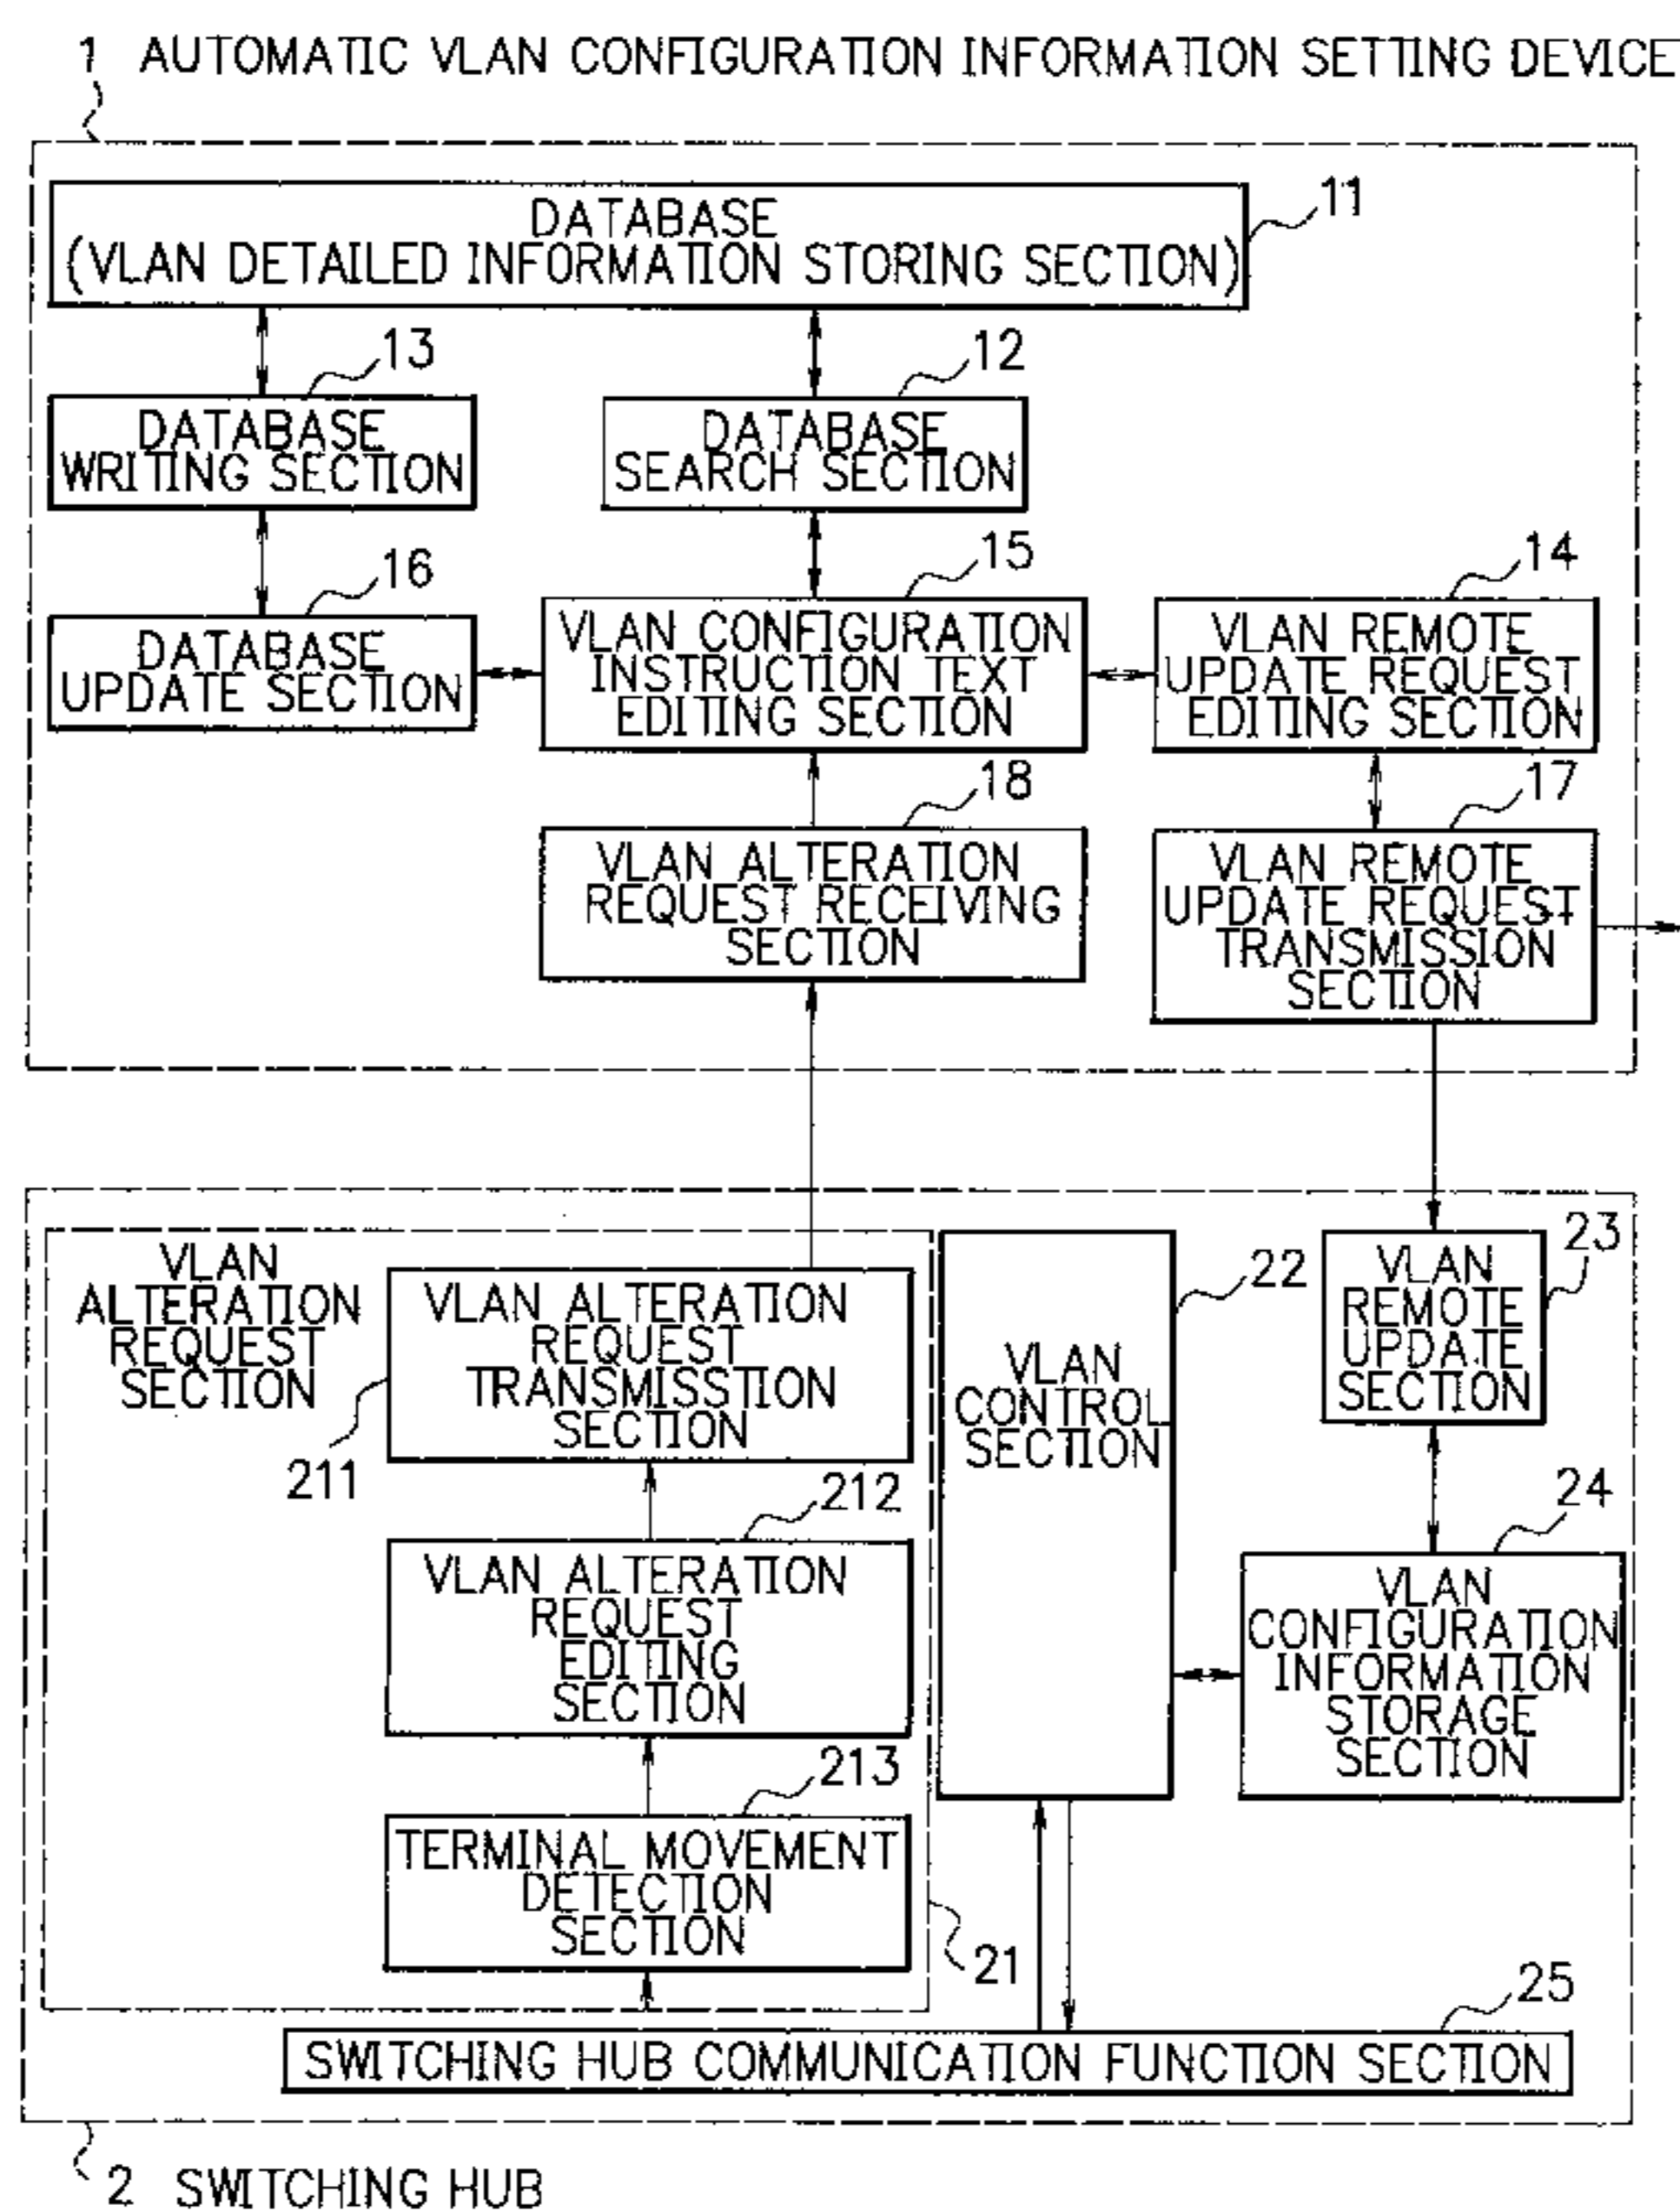 1 AUTOMATIC VLAN CONFIGURATION INFORMATION SETTING DEVICE
11
DATABASE
(VLAN DETAILED INFORMATION STORING SECTION)
13
12
DATABASE
WRITING SECTION
DATABASE
SEARCH SECTION
16
15
14
DATABASE
UPDATE SECTION
VLAN CONFIGURATION
INSTRUCTION TEXT
EDITING SECTION
VLAN REMOTE
UPDATE REQUEST
EDITING SECTION
18
17
VLAN ALTERATION
REQUEST RECEIVING
SECTION
VLAN REMOTE
UPDATE REQUEST
TRANSMISSION
SECTION
VLAN
ALTERATION
REQUEST
SECTION
VLAN ALTERATION
REQUEST
TRANSMISSTION
SECTION
211
22
VLAN
CONTROL
SECTION
23
VLAN
REMOTE
UPDATE
SECTION
212
VLAN ALTERATION
REQUEST
EDITING
SECTION
24
VLAN
CONFIGURATION
INFORMATION
STORAGE
SECTION
213
TERMINAL MOVEMENT
DETECTION
SECTION
21
25
SWITCHING HUB COMMUNICATION FUNCTION SECTION
2 SWITCHING HUB